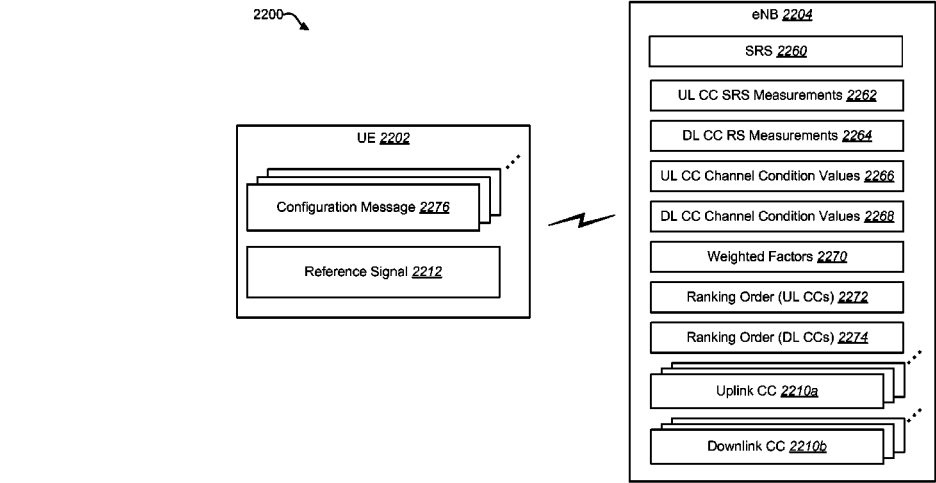 2200
UE 2202
Configuration Message 2276
Reference Signal 2212
eNB 2204
SRS 2260
UL CC SRS Measurements 2262
DL CC RS Measurements 2264
UL CC Channel Condition Values 2266
DL CC Channel Condition Values 2268
Weighted Factors 2270
Ranking Order (UL CCs) 2272
Ranking Order (DL CCs) 2274
Uplink CC 2210a
Downlink CC 2210b